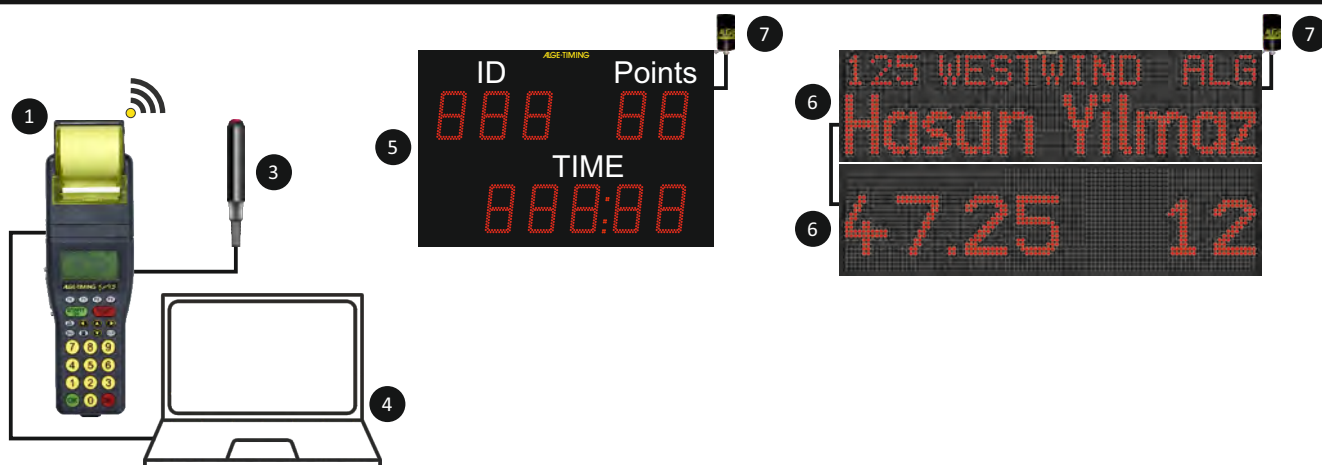 1
3
4
ALGE-TIMING
7
ID Points
888 88
5
TIME
888:88
7
125 WESTWIND ALG
6
Hasan Yilmaz
6
47.25 12
7 8 9
4 5 6
1 2 3
0